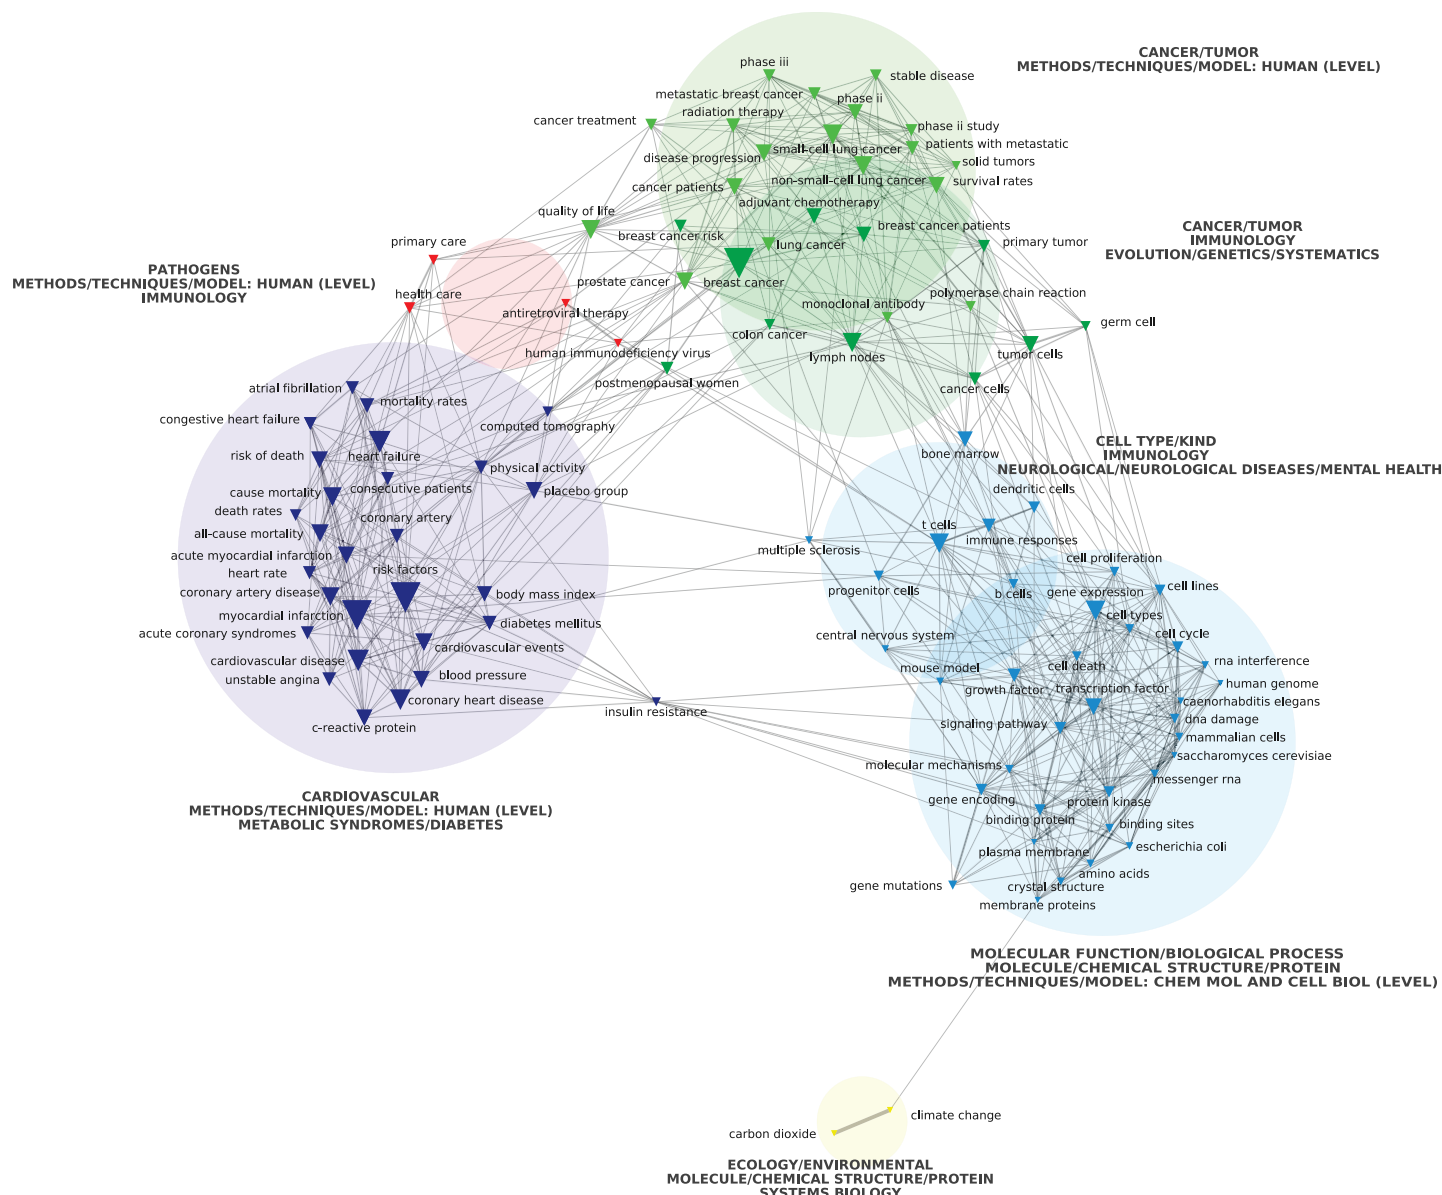 CANCER/TUMOR
METHODS/TECHNIQUES/MODEL: HUMAN (LEVEL)
phase iii
stable disease
metastatic breast cancer
phase ii
radiation therapy
cancer treatment
phase ii study
small-cell lung cancer
patients with metastatic
disease progression
solid tumors
non-small-cell lung cancer
survival rates
cancer patients
adjuvant chemotherapy
quality of life
breast cancer patients
breast cancer risk
lung cancer
primary tumor
CANCER/TUMOR
IMMUNOLOGY
EVOLUTION/GENETICS/SYSTEMATICS
primary care
PATHOGENS
METHODS/TECHNIQUES/MODEL: HUMAN (LEVEL)
IMMUNOLOGY
health care
prostate cancer
breast cancer
polymerase chain reaction
monoclonal antibody
antiretroviral therapy
germ cell
colon cancer
human immunodeficiency virus
lymph nodes
tumor cells
postmenopausal women
cancer cells
atrial fibrillation
mortality rates
congestive heart failure
computed tomography
CELL TYPE/KIND
IMMUNOLOGY
NEUROLOGICAL/NEUROLOGICAL DISEASES/MENTAL HEALTH
bone marrow
risk of death
heart failure
physical activity
consecutive patients
placebo group
cause mortality
dendritic cells
death rates
coronary artery
t cells
all-cause mortality
immune responses
multiple sclerosis
acute myocardial infarction
cell proliferation
heart rate
risk factors
progenitor cells
cell lines
coronary artery disease
body mass index
b cells
gene expression
myocardial infarction
cell types
diabetes mellitus
acute coronary syndromes
central nervous system
cell cycle
cardiovascular events
cardiovascular disease
mouse model
cell death
rna interference
unstable angina
blood pressure
growth factor
transcription factor
human genome
coronary heart disease
insulin resistance
caenorhabditis elegans
c-reactive protein
signaling pathway
dna damage
mammalian cells
saccharomyces cerevisiae
molecular mechanisms
messenger rna
CARDIOVASCULAR
METHODS/TECHNIQUES/MODEL: HUMAN (LEVEL)
METABOLIC SYNDROMES/DIABETES
gene encoding
protein kinase
binding protein
binding sites
plasma membrane
escherichia coli
amino acids
gene mutations
crystal structure
membrane proteins
MOLECULAR FUNCTION/BIOLOGICAL PROCESS
MOLECULE/CHEMICAL STRUCTURE/PROTEIN
METHODS/TECHNIQUES/MODEL: CHEM MOL AND CELL BIOL (LEVEL)
climate change
carbon dioxide
ECOLOGY/ENVIRONMENTAL
MOLECULE/CHEMICAL STRUCTURE/PROTEIN
SYSTEMS BIOLOGY